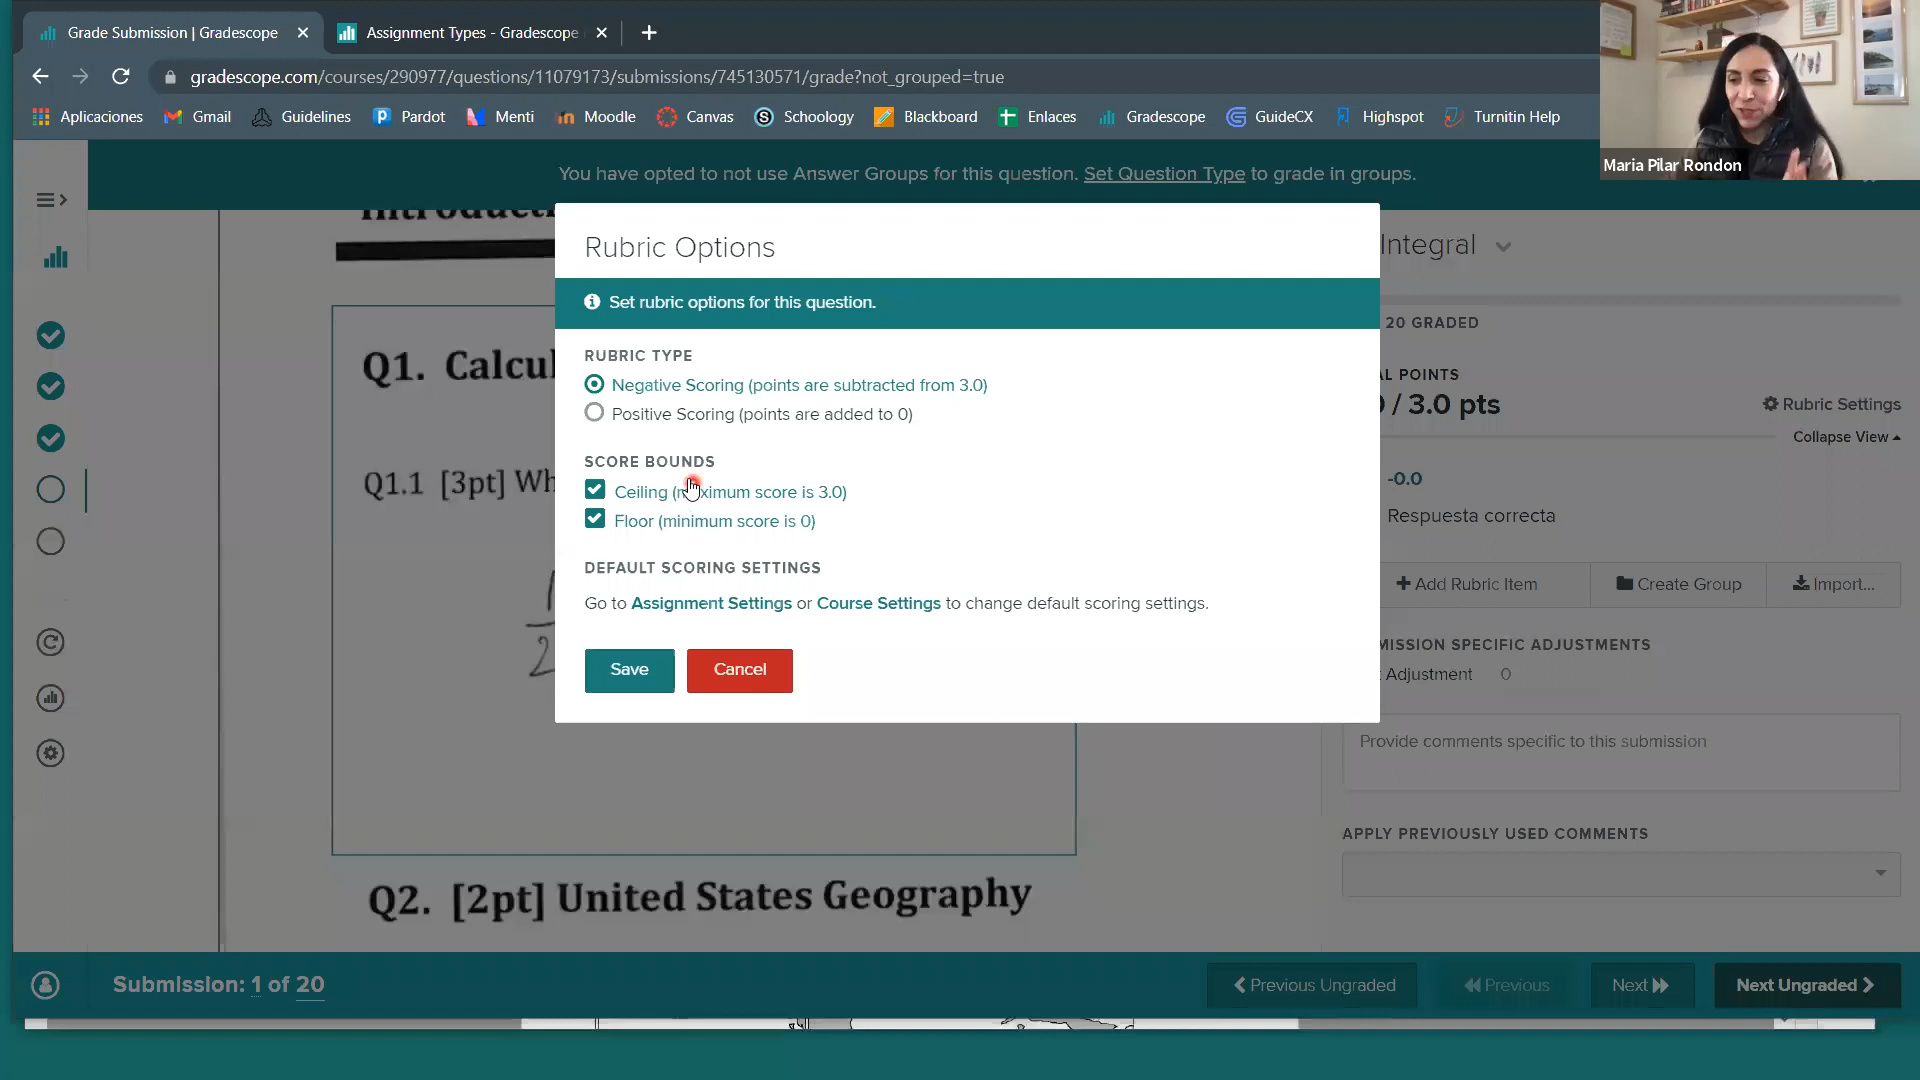 Grade Submission | Gradescope
Assignment Types - Gradescope
gradescope.com/courses/290977/questions/11079173/submissions/745130571/grade?not_grouped=true
Aplicaciones
Gmail
Guidelines
Pardot
Menti
Moodle
Canvas
Schoology
Blackboard
Enlaces
Gradescope
GuideCX
Highspot
Turnitin Help
Maria Pilar Rondon
You have opted to not use Answer Groups for this question. Set Question Type to grade in groups.
Rubric Options
Set rubric options for this question.
RUBRIC TYPE
Negative Scoring (points are subtracted from 3.0)
Positive Scoring (points are added to 0)
SCORE BOUNDS
Ceiling (maximum score is 3.0)
Floor (minimum score is 0)
DEFAULT SCORING SETTINGS
Go to Assignment Settings or Course Settings to change default scoring settings.
Save
Cancel
Q1.
Q1.1 [3pt]
2
Q2. [2pt] United States Geography
Integral
20 GRADED
POINTS
/ 3.0 pts
Rubric Settings
Collapse View
-0.0
Respuesta correcta
Add Rubric Item
Create Group
Import...
SPECIFIC ADJUSTMENTS
Adjustment 0
Provide comments specific to this submission
APPLY PREVIOUSLY USED COMMENTS
Submission: 1 of 20
Previous Ungraded
Previous
Next
Next Ungraded